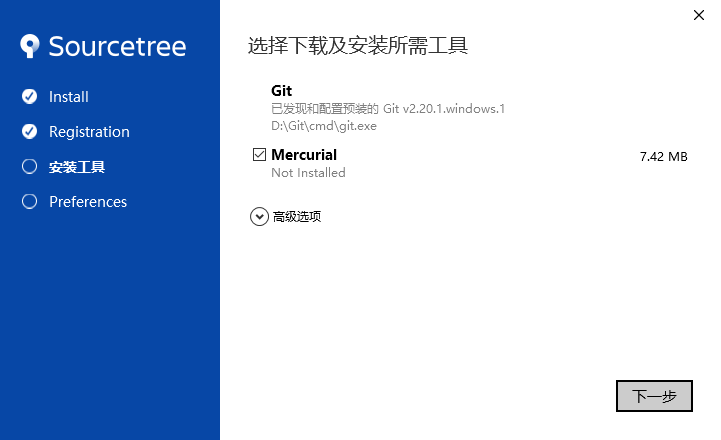 Sourcetree
Install
Registration
安装工具
Preferences
选择下载及安装所需工具
Git
已发现和配置预装的 Git v2.20.1.windows.1
D:\Git\cmd\git.exe
Mercurial
7.42 MB
Not Installed
高级选项
下一步